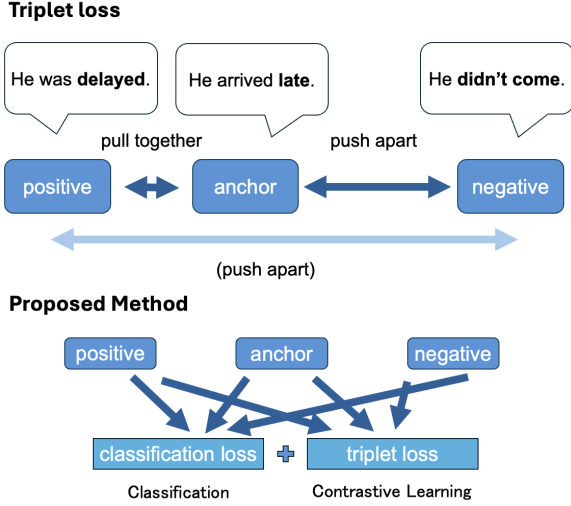 Triplet loss
He was delayed.
He arrived late.
He didn't come.
pull together
push apart
positive
anchor
negative
(push apart)
Proposed Method
positive
anchor
negative
classification loss
+
triplet loss
Classification
Contrastive Learning